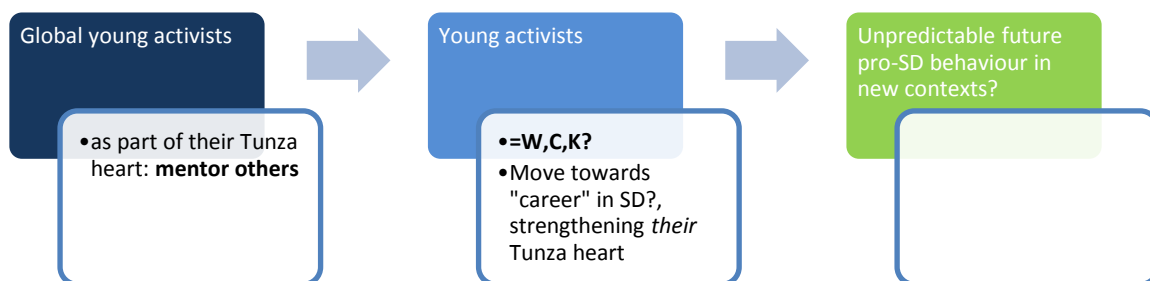 Global young activists
•as part of their Tunza
heart: mentor others
Young activists
•=W,C,K?
•Move towards
"career" in SD?,
strengthening their
Tunza heart
Unpredictable future
pro-SD behaviour in
new contexts?